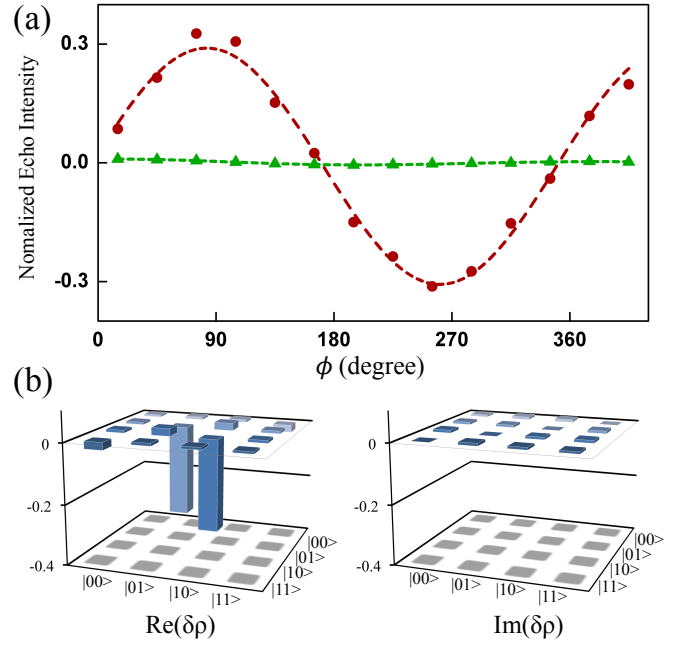 (a)
Nomalized Echo Intensity
0.3
0.0
-0.3
0 90 180 270 360
ϕ (degree)
(b)
0
-0.2
-0.4
|00> |01> |10> |11>
|00>
|01>
|10>
|11>
Re(δρ)
0
-0.2
-0.4
|00> |01> |10> |11>
|00>
|01>
|10>
|11>
Im(δρ)